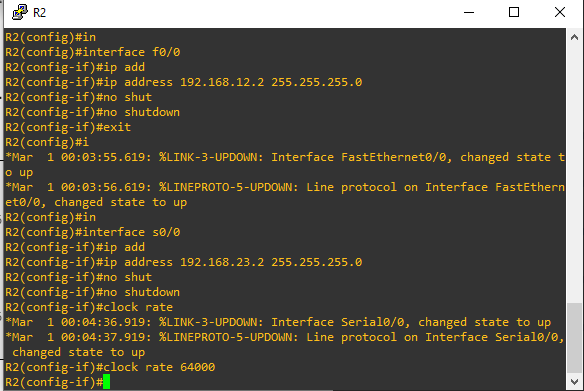 R2
R2(config)#in
R2(config)#interface f0/0
R2(config-if)#ip add
R2(config-if)#ip address 192.168.12.2 255.255.255.0
R2(config-if)#no shut
R2(config-if)#no shutdown
R2(config-if)#exit
R2(config)#i
*Mar  1 00:03:55.619: %LINK-3-UPDOWN: Interface FastEthernet0/0, changed state t
o up
*Mar  1 00:03:56.619: %LINEPROTO-5-UPDOWN: Line protocol on Interface FastEthern
et0/0, changed state to up
R2(config)#in
R2(config)#interface s0/0
R2(config-if)#ip add
R2(config-if)#ip address 192.168.23.2 255.255.255.0
R2(config-if)#no shut
R2(config-if)#no shutdown
R2(config-if)#clock rate
*Mar  1 00:04:36.919: %LINK-3-UPDOWN: Interface Serial0/0, changed state to up
*Mar  1 00:04:37.919: %LINEPROTO-5-UPDOWN: Line protocol on Interface Serial0/0,
 changed state to up
R2(config-if)#clock rate 64000
R2(config-if)#